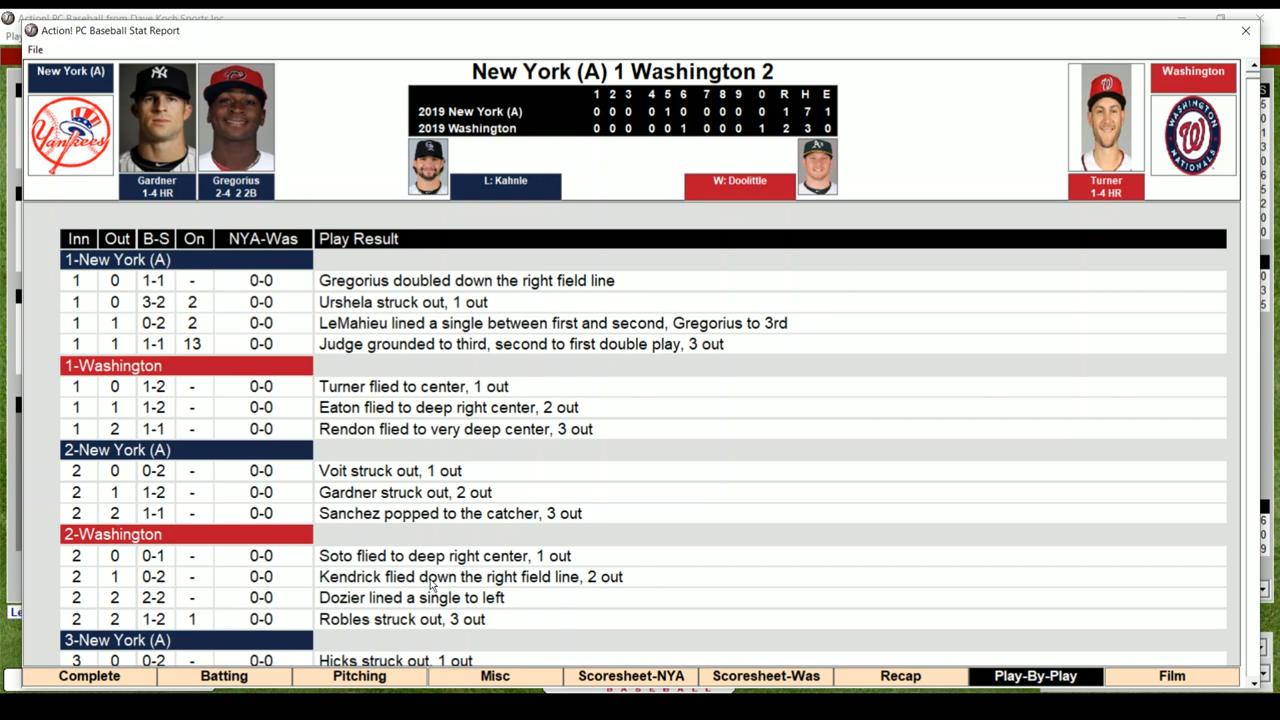 Action! PC Baseball from Dave Koch Sports Inc.
Action! PC Baseball Stat Report
File
New York (A) 1 Washington 2
New York (A)
Yankees
Gardner
1-4 HR
Gregorius
2-4 2 2B
1 2 3 4 5 6 7 8 9 0 R H E
2019 New York (A) 0 0 0 0 1 0 0 0 0 0 1 7 1
2019 Washington 0 0 0 0 0 1 0 0 0 1 2 3 0
L: Kahnle
W: Doolittle
Turner
1-4 HR
Washington
WASHINGTON
NATIONALS
Inn Out B-S On NYA-Was Play Result
1-New York (A)
1 0 1-1 - 0-0 Gregorius doubled down the right field line
1 0 3-2 2 0-0 Urshela struck out, 1 out
1 1 0-2 2 0-0 LeMahieu lined a single between first and second, Gregorius to 3rd
1 1 1-1 13 0-0 Judge grounded to third, second to first double play, 3 out
1-Washington
1 0 1-2 - 0-0 Turner flied to center, 1 out
1 1 1-2 - 0-0 Eaton flied to deep right center, 2 out
1 2 1-1 - 0-0 Rendon flied to very deep center, 3 out
2-New York (A)
2 0 0-2 - 0-0 Voit struck out, 1 out
2 1 1-2 - 0-0 Gardner struck out, 2 out
2 2 1-1 - 0-0 Sanchez popped to the catcher, 3 out
2-Washington
2 0 0-1 - 0-0 Soto flied to deep right center, 1 out
2 1 0-2 - 0-0 Kendrick flied down the right field line, 2 out
2 2 2-2 - 0-0 Dozier lined a single to left
2 2 1-2 1 0-0 Robles struck out, 3 out
3-New York (A)
3 0 0-2 - 0-0 Hicks struck out, 1 out
Complete Batting Pitching Misc Scoresheet-NYA Scoresheet-Was Recap Play-By-Play Film
BASEBALL